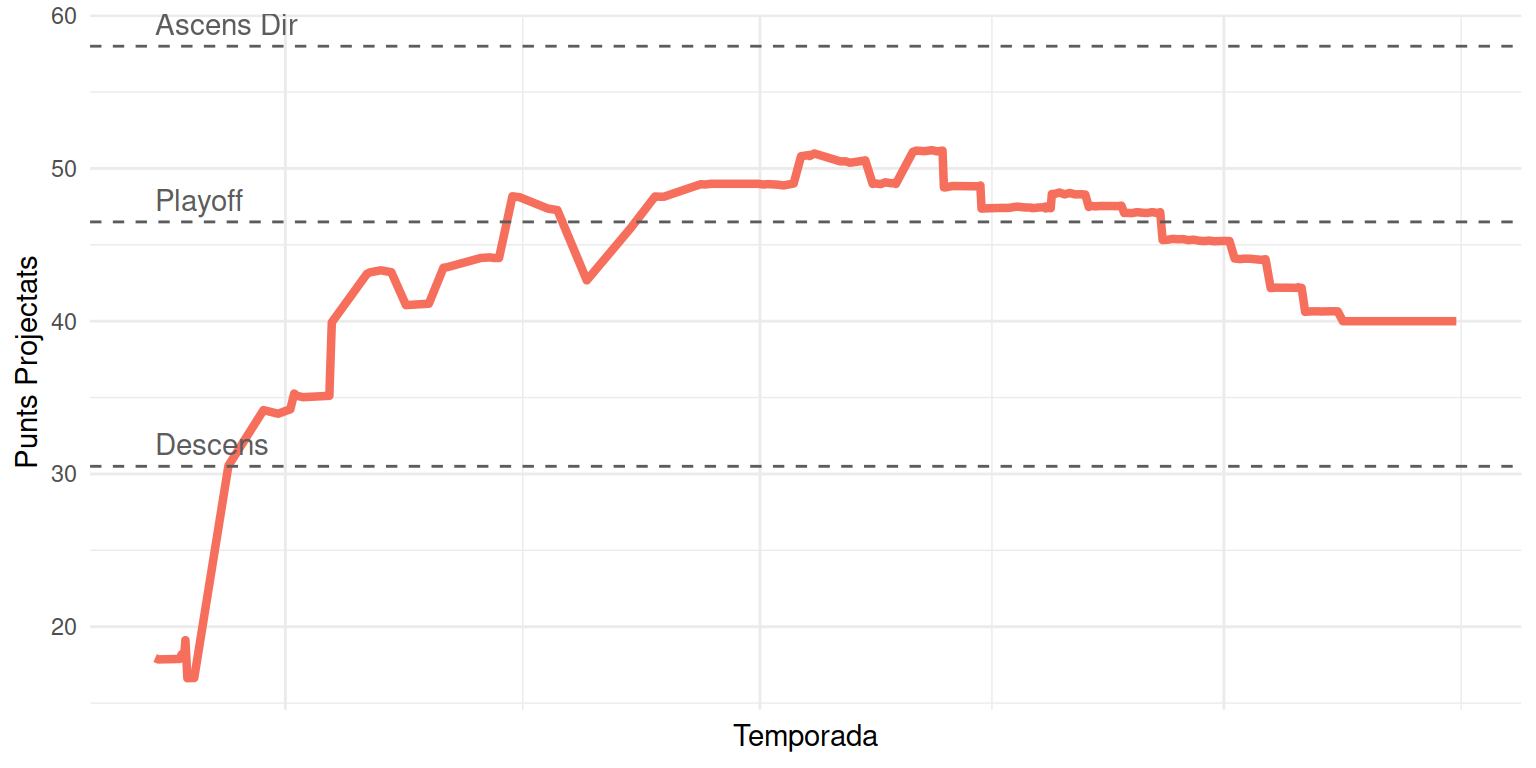 60
Ascens Dir
50
Playoff
40
Descens
30
20
Punts Projectats
Temporada